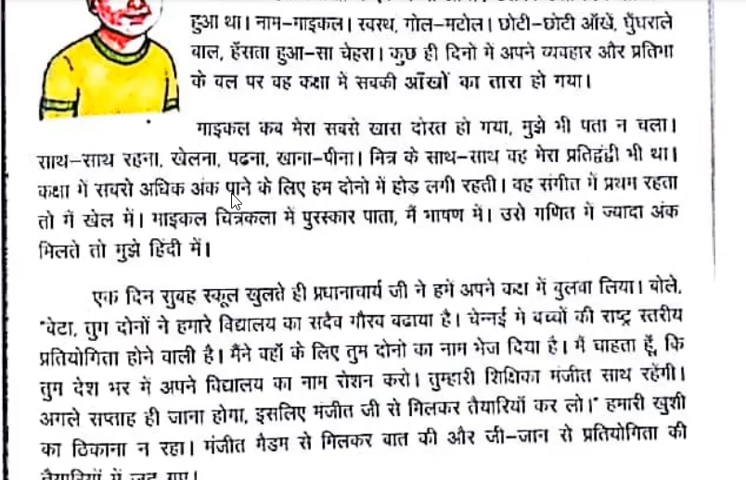 हुआ था। नाम-माइकल। स्वस्थ, गोल-मटोल। छोटी-छोटी आँखें, घुँघराले
बाल, हँसता हुआ-सा चेहरा। कुछ ही दिनों में अपने व्यवहार और प्रतिभा
के बल पर वह कक्षा में सबकी आँखों का तारा हो गया।
माइकल कब मेरा सबसे खास दोस्त हो गया, मुझे भी पता न चला।
साथ-साथ रहना, खेलना, पढना, खाना-पीना। मित्र के साथ-साथ वह मेरा प्रतिद्वंद्वी भी था।
कक्षा में सबसे अधिक अंक पाने के लिए हम दोनो में होड़ लगी रहती। वह संगीत में प्रथम रहता
तो मैं खेल में। माइकल चित्रकला में पुरस्कार पाता, मैं भाषण में। उसे गणित में ज्यादा अंक
मिलते तो मुझे हिंदी में।
एक दिन सुबह स्कूल खुलते ही प्रधानाचार्य जी ने हमें अपने कक्ष में बुलवा लिया। बोले,
"बेटा, तुम दोनों ने हमारे विद्यालय का सदैव गौरव बढाया है। चेन्नई में बच्चों की राष्ट्र स्तरीय
प्रतियोगिता होने वाली है। मैंने वहाँ के लिए तुम दोनो का नाम भेज दिया है। मैं चाहता हूँ, कि
तुम देश भर में अपने विद्यालय का नाम रोशन करो। तुम्हारी शिक्षिका मंजीत साथ रहेंगी।
अगले सप्ताह ही जाना होगा, इसलिए मंजीत जी से मिलकर तैयारियाँ कर लो।" हमारी खुशी
का ठिकाना न रहा। मंजीत मैडम से मिलकर बात की और जी-जान से प्रतियोगिता की
तैयारियों में जुट गए।